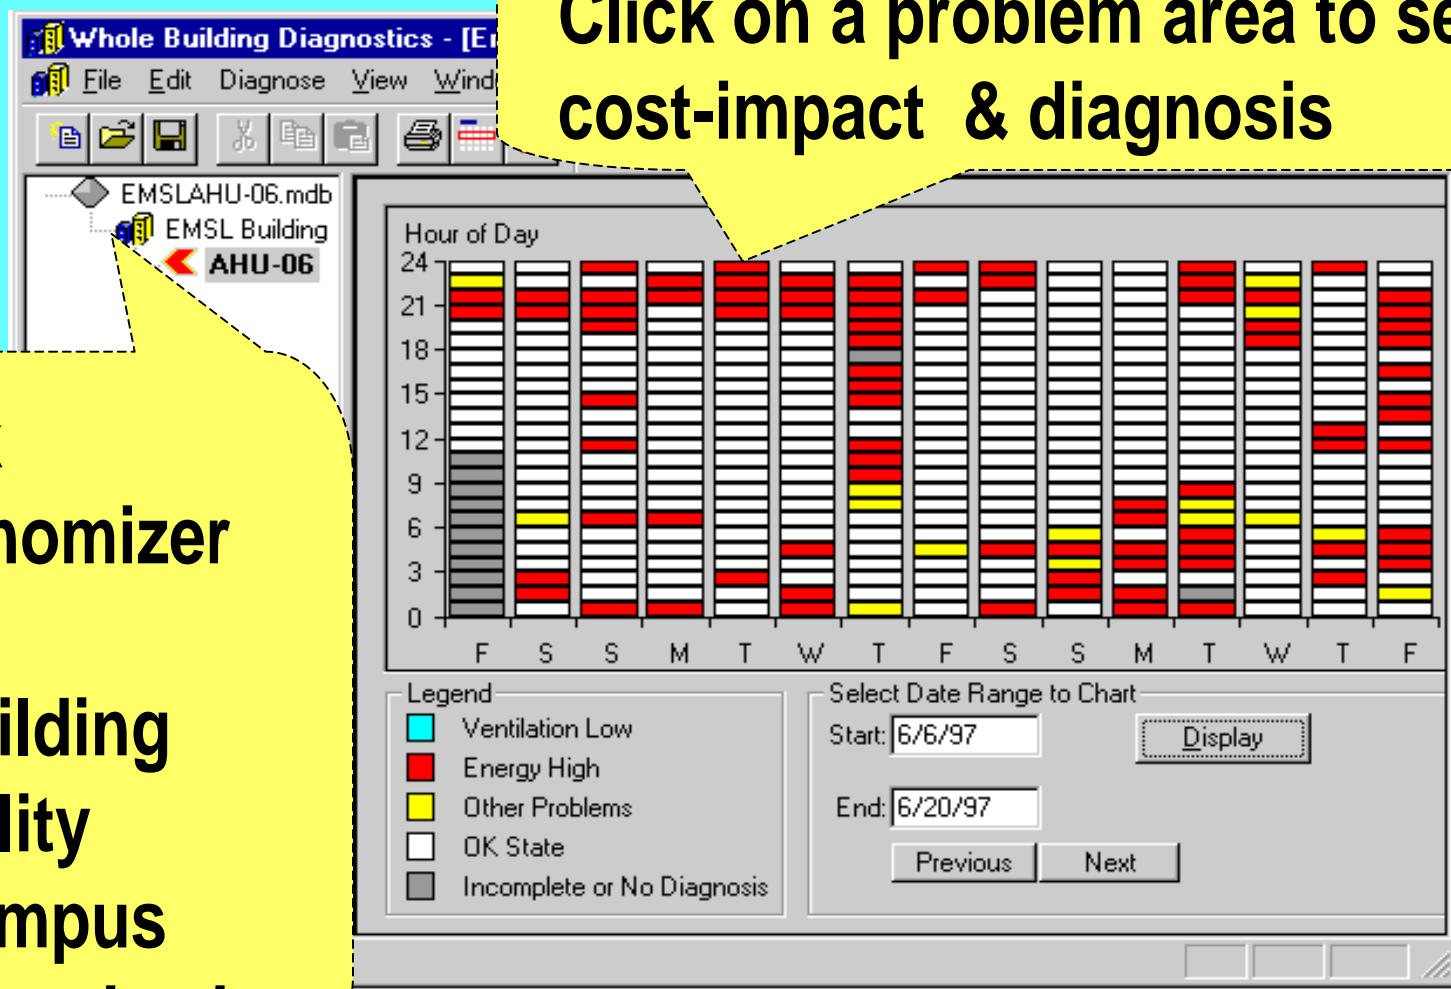 Click on a problem area to se
cost-impact & diagnosis
Whole Building Diagnostics - [E
File Edit Diagnose View Wind
EMSLAHU-06.mdb
EMSL Building
AHU-06
nomizer
ilding
lity
mpus
Hour of Day
24
21
18
15
12
9
6
3
0
F S S M T W T F S S M T W T F
Legend
Ventilation Low
Energy High
Other Problems
OK State
Incomplete or No Diagnosis
Select Date Range to Chart
Start: 6/6/97
Display
End: 6/20/97
Previous Next